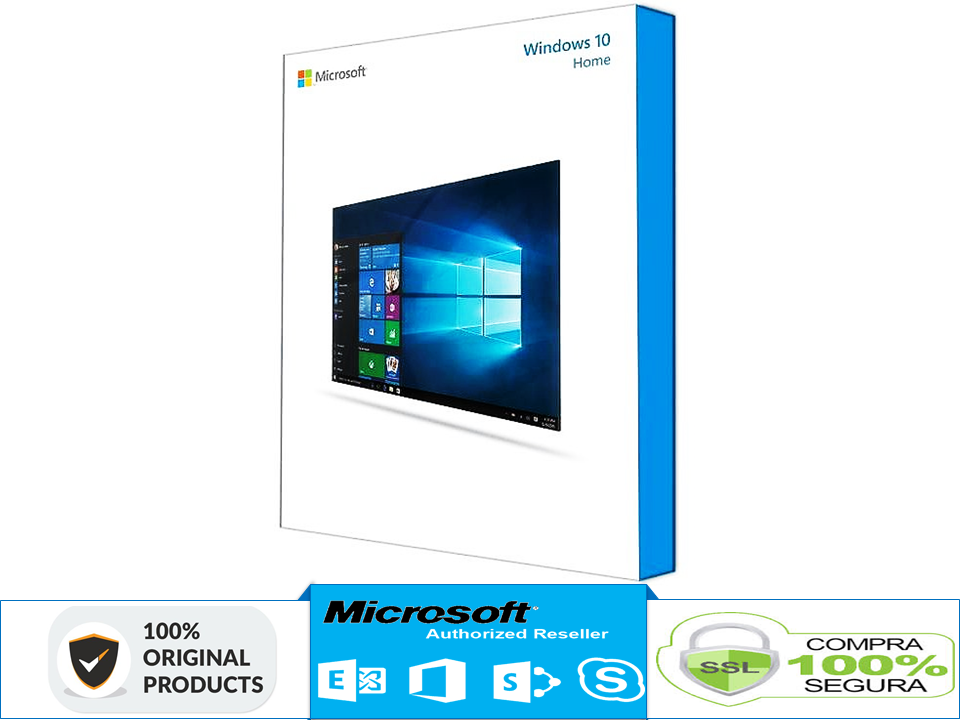 Microsoft
Windows 10
Home
100%
ORIGINAL
PRODUCTS
Microsoft®
Authorized Reseller
E
S
S
SSL
COMPRA
100%
SEGURA